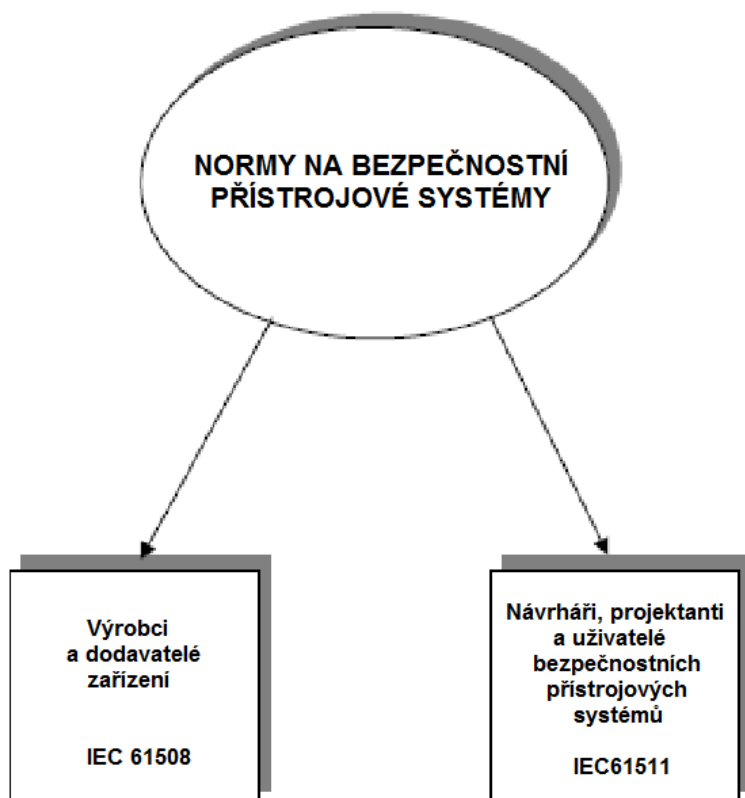 NORMY NA BEZPEČNOSTNÍ
PŘÍSTROJOVÉ SYSTÉMY
Výrobci
a dodavatelé
zařízení
IEC 61508
Návrháři, projektanti
a uživatelé
bezpečnostních
přístrojových
systémů
IEC61511